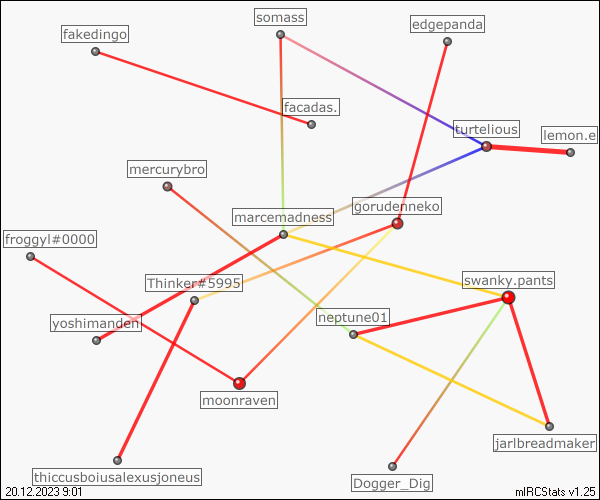 somass
edgepanda
fakedingo
facadas.
turtelious
lemon.e
mercurybro
gorudenneko
marcemadness
froggyl#0000
Thinker#5995
swanky.pants
neptune01
yoshimanden
moonraven
jarlbreadmaker
thiccusboiusalexusjoneus
Dogger_Dig
20.12.2023 9:01
mIRCStats v1.25